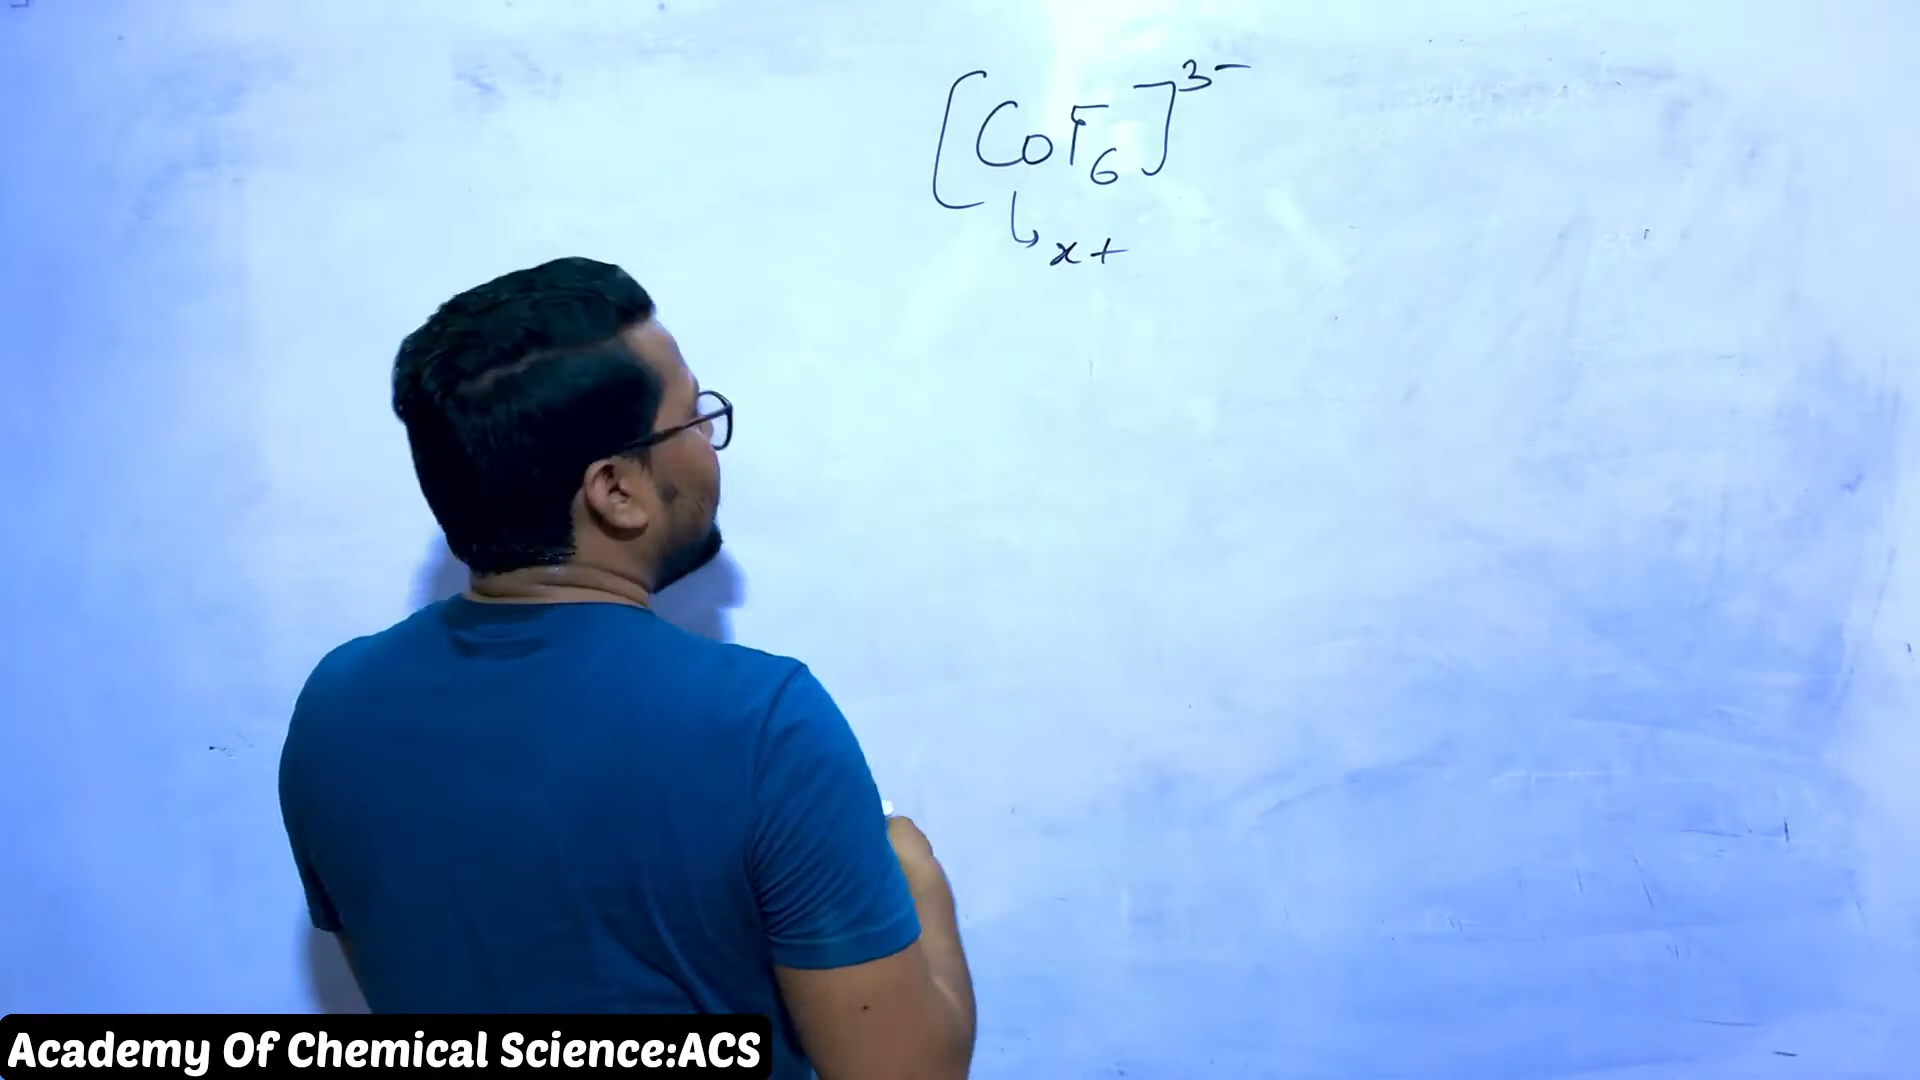 [CoF6]3-
↳ x +
Academy Of Chemical Science:ACS